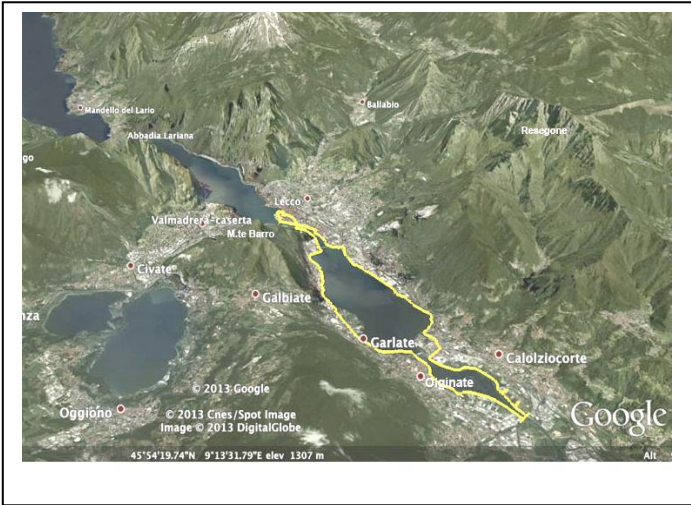 Mandello del Lario
Ballabio
Abbadia Lariana
Resegone
go
Lecco
Valmadrera-caserta
M.te Barro
Civate
Galbiate
nza
Garlate
Calolziocorte
Olginate
© 2013 Google
Oggiono
© 2013 Cnes/Spot Image
Image © 2013 DigitalGlobe
Google
45°54'19.74"N 9°13'31.79"E elev 1307 m
Alt